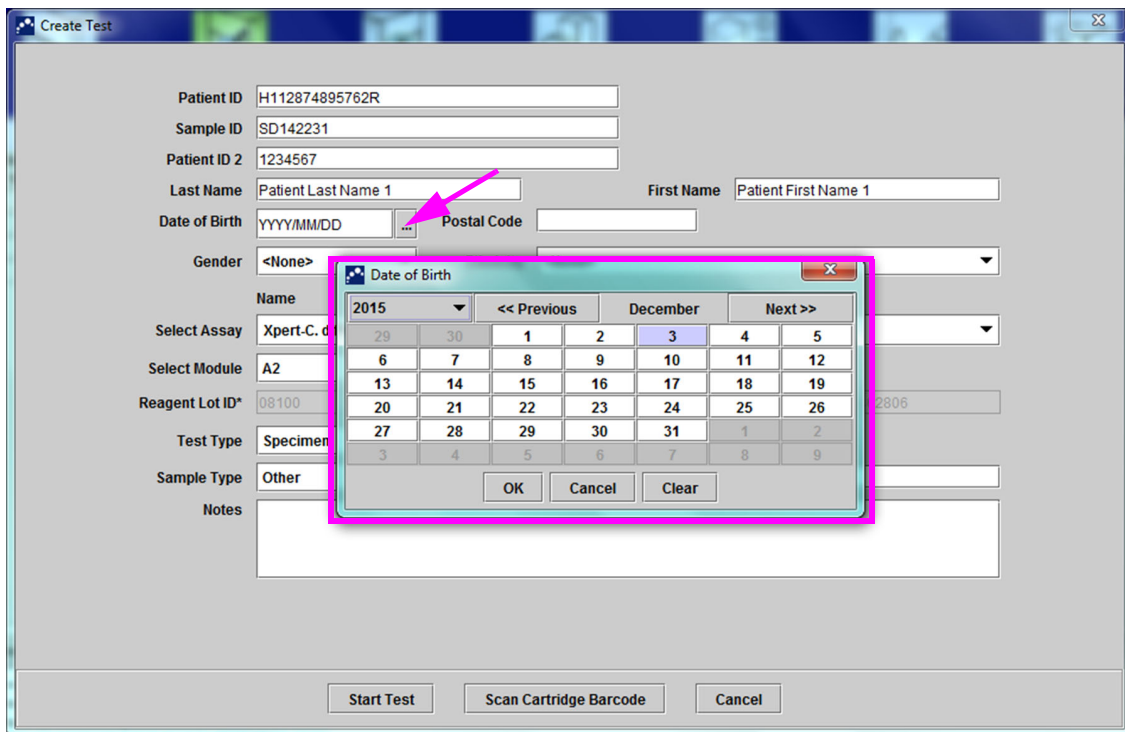 Create Test
Patient ID H112874895762R
Sample ID SD142231
Patient ID 2 1234567
Last Name Patient Last Name 1 First Name Patient First Name 1
Date of Birth YYYY/MM/DD ... Postal Code
Gender <None>
Date of Birth
Name
2015 << Previous December Next >>
29 30 1 2 3 4 5
Select Assay Xpert-C. d
6 7 8 9 10 11 12
Select Module A2
13 14 15 16 17 18 19
Reagent Lot ID* 08100 2806
20 21 22 23 24 25 26
27 28 29 30 31 1 2
Test Type Specimen
3 4 5 6 7 8 9
Sample Type Other
OK Cancel Clear
Notes
Start Test Scan Cartridge Barcode Cancel